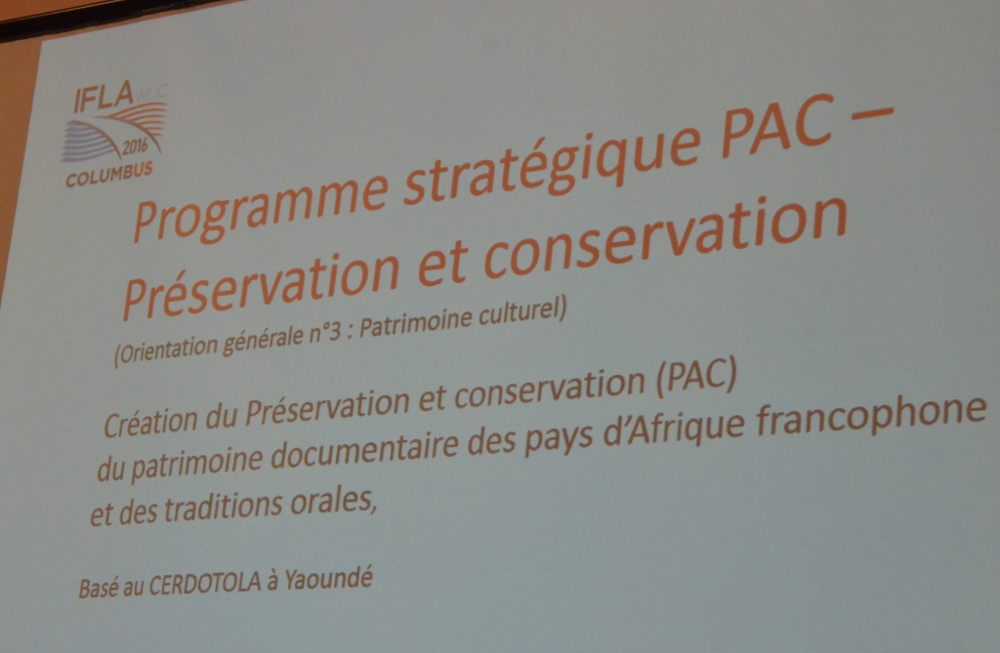 IFLA WLIC
2016
COLUMBUS
Programme stratégique PAC –
Préservation et conservation
(Orientation générale n°3 : Patrimoine culturel)
Création du Préservation et conservation (PAC)
du patrimoine documentaire des pays d'Afrique francophone
et des traditions orales,
Basé au CERDOTOLA à Yaoundé